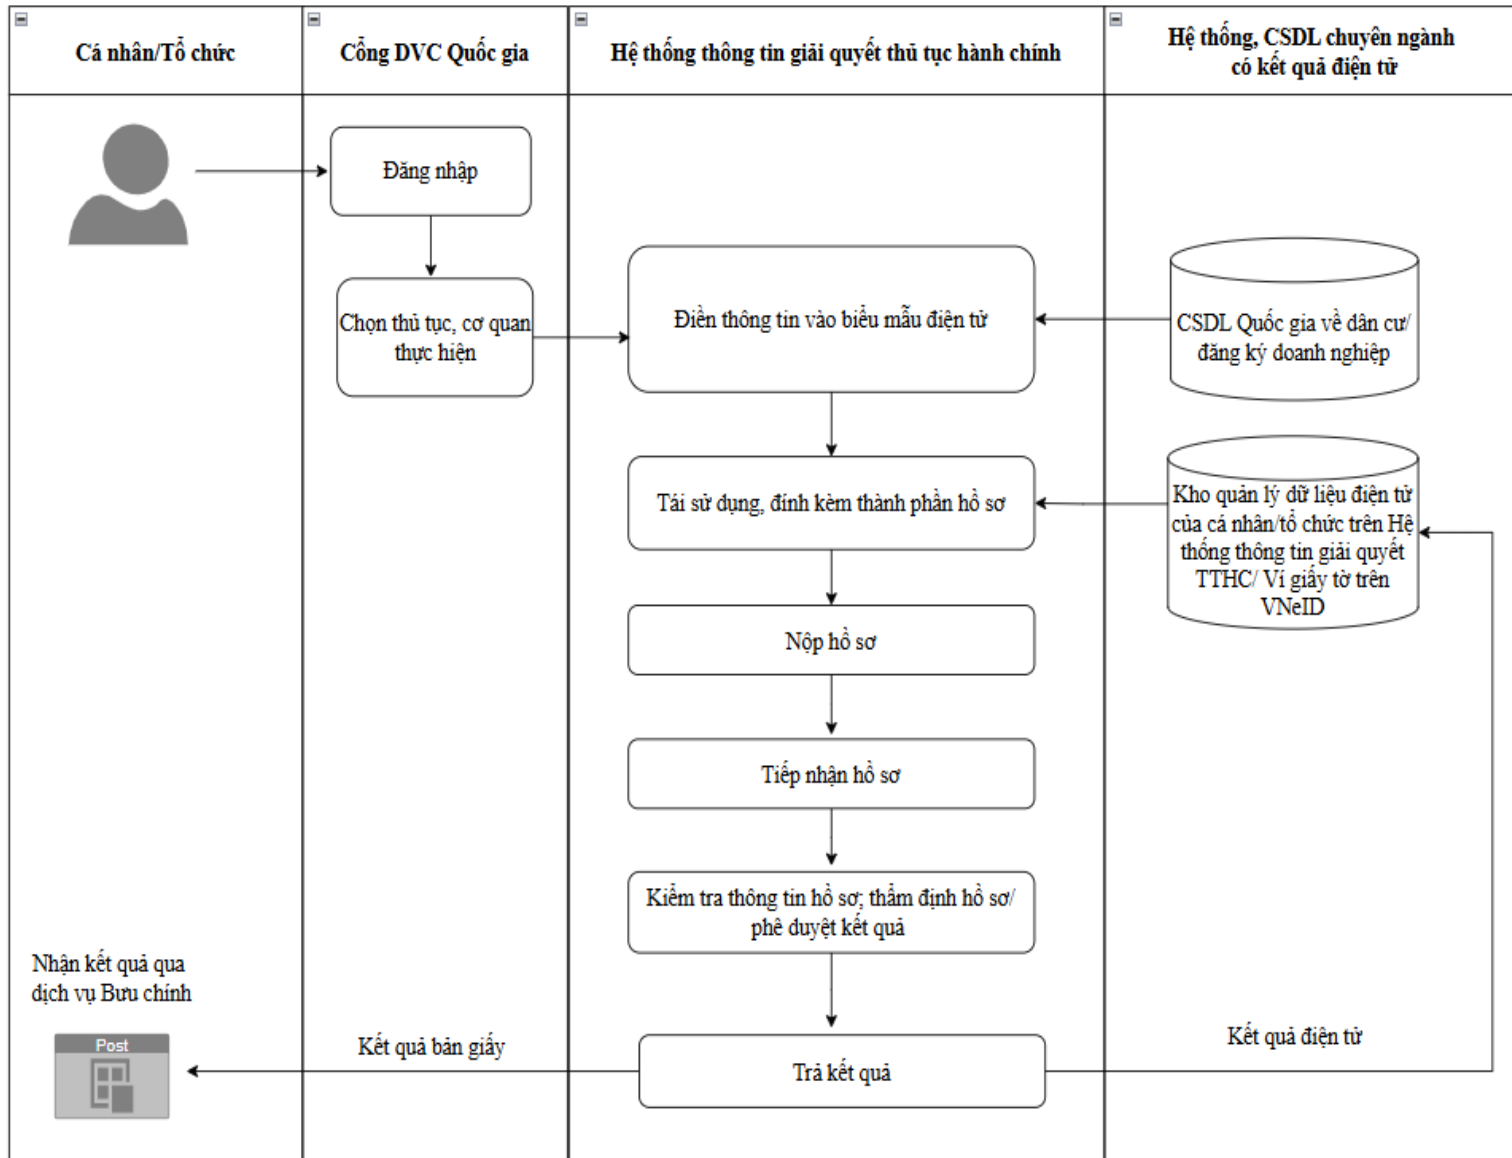 Cá nhân/Tổ chức
Cổng DVC Quốc gia
Hệ thống thông tin giải quyết thủ tục hành chính
Hệ thống, CSDL chuyên ngành
có kết quả điện tử
Đăng nhập
Chọn thủ tục, cơ quan
thực hiện
Điền thông tin vào biểu mẫu điện tử
CSDL Quốc gia về dân cư/
đăng ký doanh nghiệp
Tái sử dụng, đính kèm thành phần hồ sơ
Kho quản lý dữ liệu điện tử
của cá nhân/tổ chức trên Hệ
thống thông tin giải quyết
TTHC/ Ví giấy tờ trên
VNeID
Nộp hồ sơ
Tiếp nhận hồ sơ
Kiểm tra thông tin hồ sơ; thẩm định hồ sơ/
phê duyệt kết quả
Nhận kết quả qua
dịch vụ Bưu chính
Post
Kết quả bản giấy
Trả kết quả
Kết quả điện tử